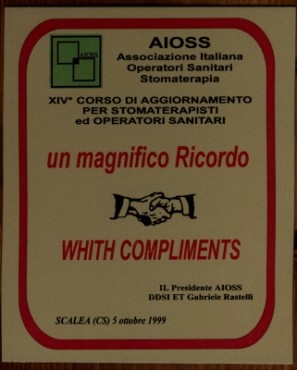 AIOSS
AIOSS
Associazione Italiana
Operatori Sanitari
Stomaterapia
XIV° CORSO DI AGGIORNAMENTO
PER STOMATERAPISTI
ed OPERATORI SANITARI
un magnifico Ricordo
WHITH COMPLIMENTS
IL Presidente AIOSS
DDSI ET Gabriele Rastelli
SCALEA (CS) 5 ottobre 1999